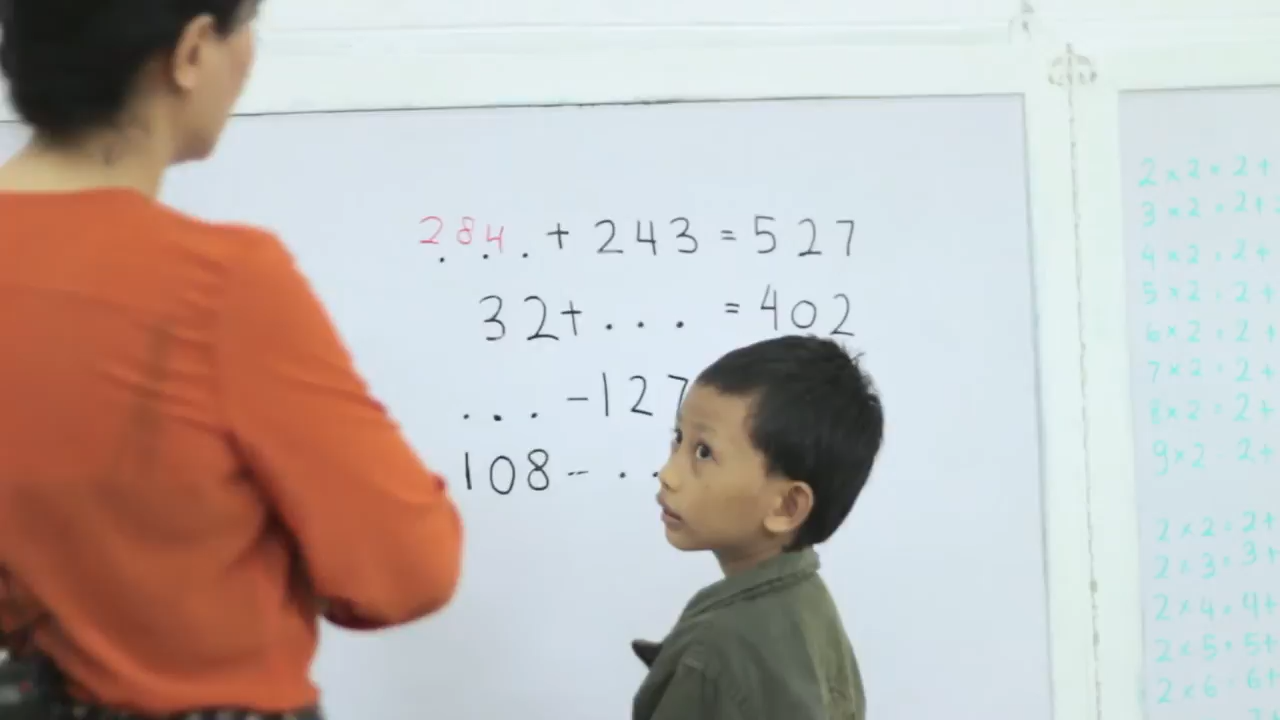 284 ... + 243 = 527
32 + ... = 402
... - 127
108 - ..
2 × 2 = 2 +
3 × 2 = 2 +
4 × 2 = 2 +
5 × 2 = 2 +
6 × 2 = 2 +
7 × 2 = 2 +
8 × 2 = 2 +
9 × 2 = 2 +
2 × 2 = 2 +
2 × 3 = 3 +
2 × 4 = 4 +
2 × 5 = 5 +
2 × 6 = 6 +